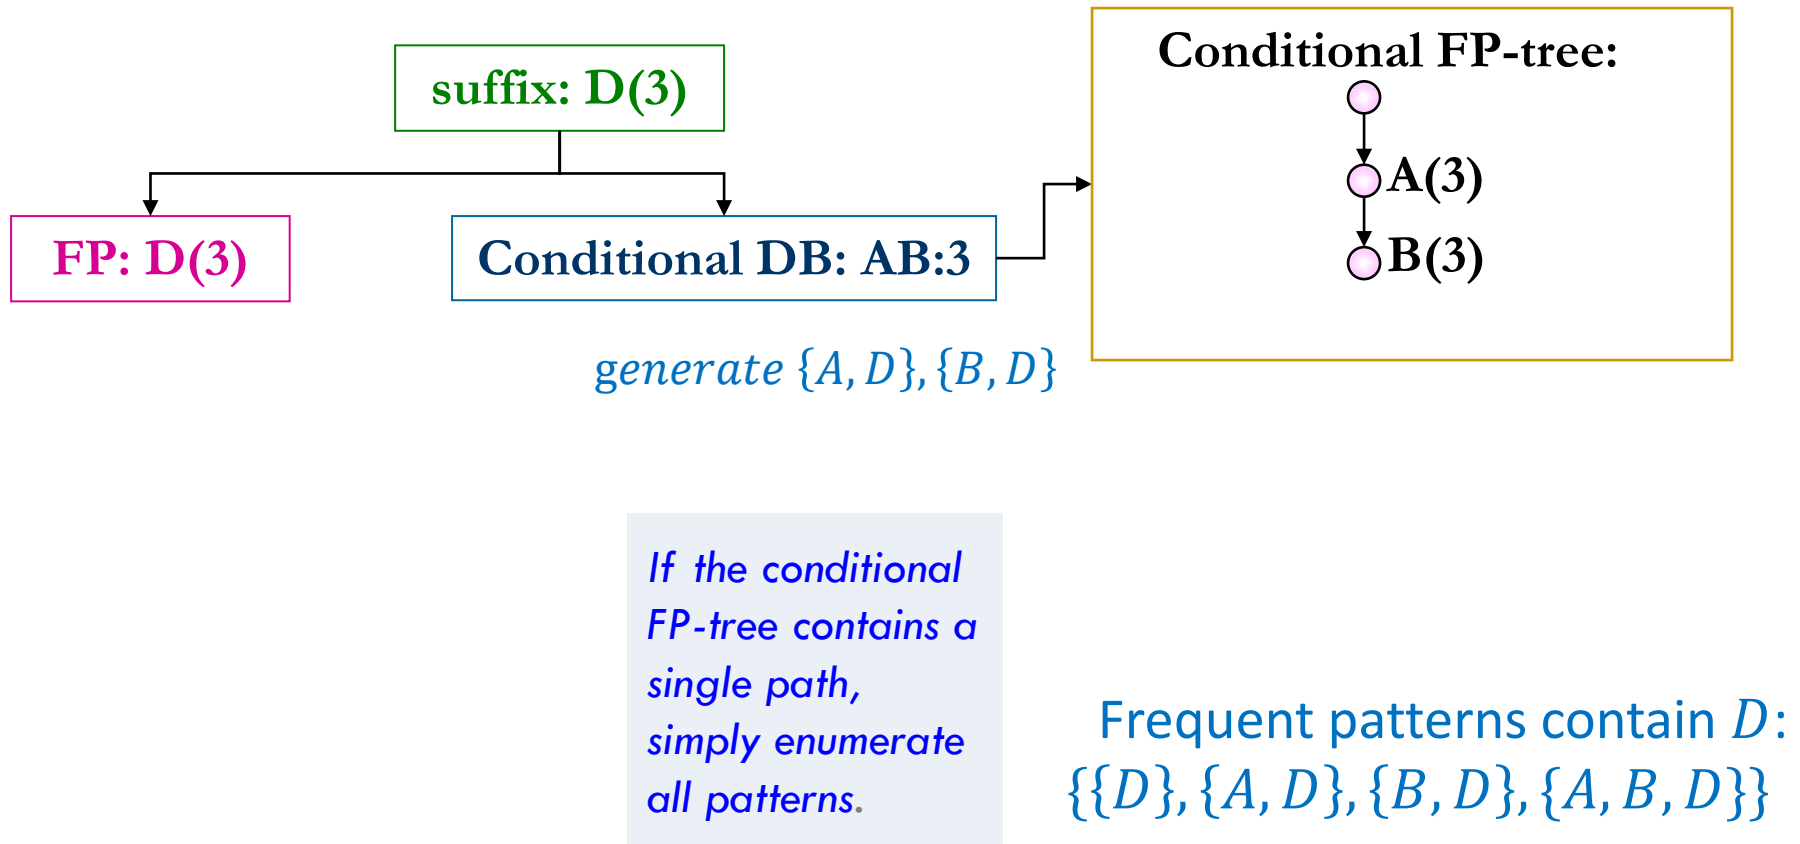 suffix: D(3)
FP: D(3)
Conditional DB: AB:3
Conditional FP-tree:
A(3)
B(3)
generate {A, D}, {B, D}
If the conditional
FP-tree contains a
single path,
simply enumerate
all patterns.
Frequent patterns contain D:
{{D}, {A, D}, {B, D}, {A, B, D}}